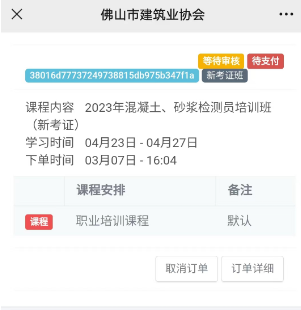 佛山市建筑业协会
等待审核 待支付
38016d77737249738815db975b347f1a 新考证班
课程内容 2023年混凝土、砂浆检测员培训班
（新考证）
学习时间 04月23日 - 04月27日
下单时间 03月07日 - 16:04
课程安排 备注
课程 职业培训课程 默认
取消订单 订单详细